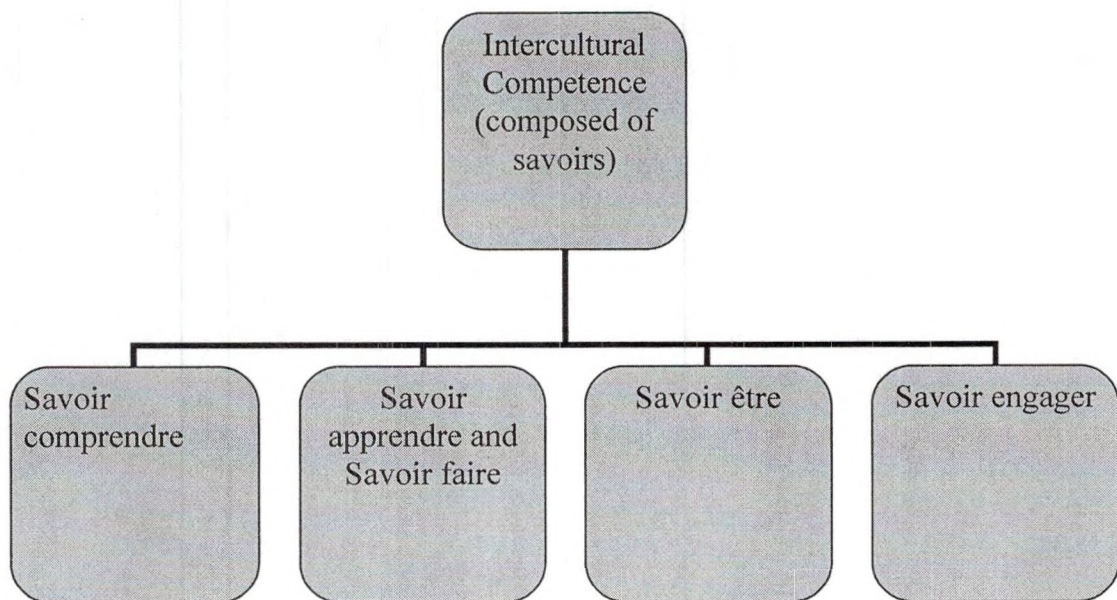 Intercultural
Competence
(composed of
savoirs)
Savoir
comprendre
Savoir
apprendre and
Savoir faire
Savoir être
Savoir engager